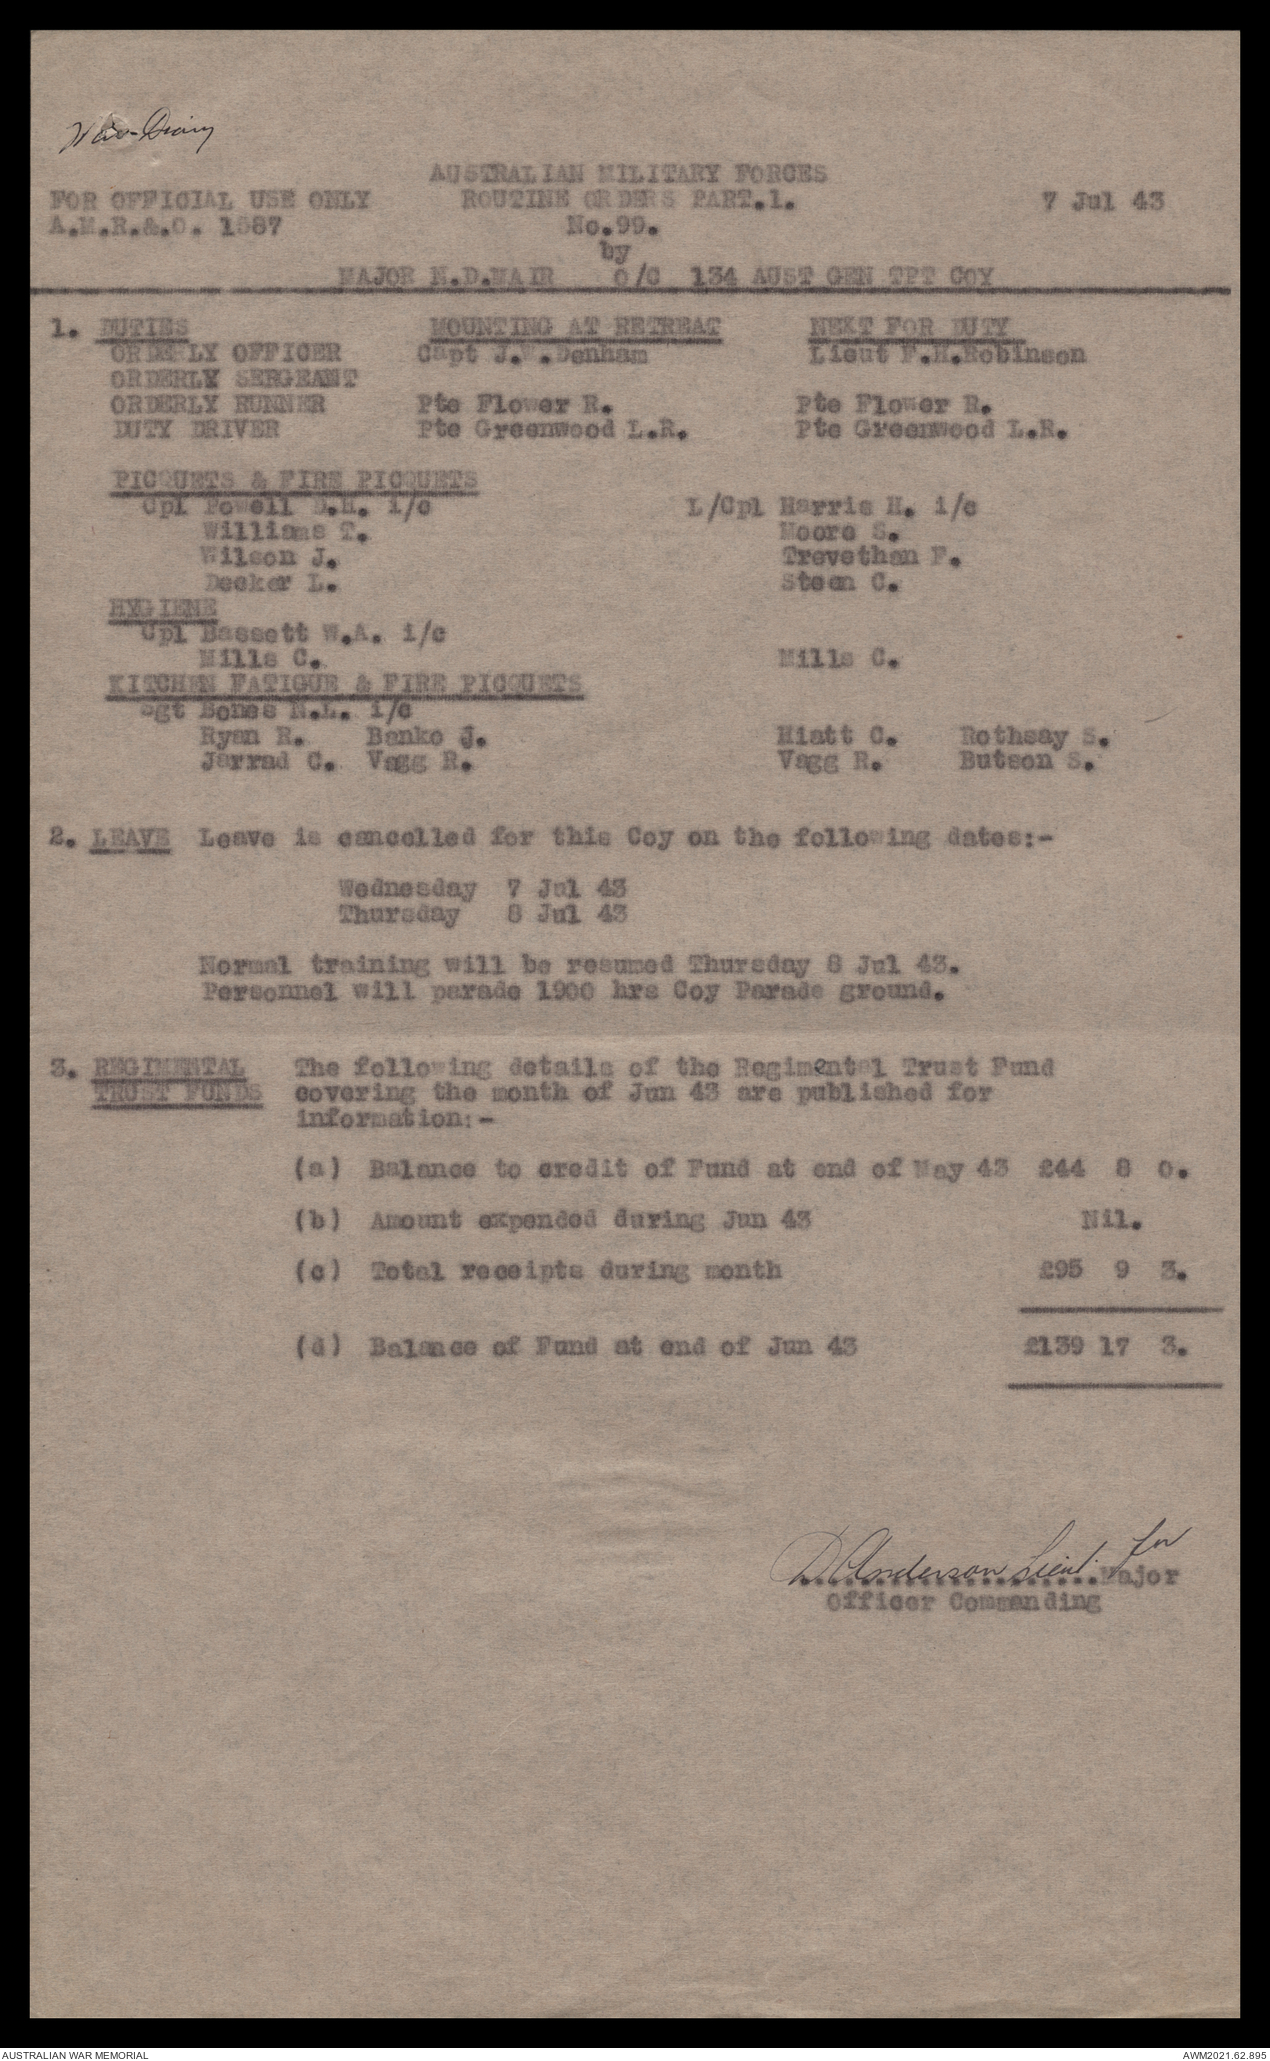 War-Diary
AUSTRALIAN MILITARY FORCES
FOR OFFICIAL USE ONLY ROUTINE ORDERS PART.1. 7 Jul 43
A.M.R.&.O. 1587 No.99.
by
MAJOR N.D.MAIR O/C 134 AUST GEN TPT COY
1. DUTIES MOUNTING AT RETREAT NEXT FOR DUTY
ORDERLY OFFICER Capt J.W.Denham Lieut F.H.Robinson
ORDERLY SERGEANT
ORDERLY RUNNER Pte Flower R. Pte Flower R.
DUTY DRIVER Pte Greenwood L.R. Pte Greenwood L.R.
PICQUETS & FIRE PICQUETS
Cpl Powell D.H. i/c L/Cpl Harris H. i/c
Williams T. Moore S.
Wilson J. Trevethan F.
Decker L. Steen C.
HYGIENE
Cpl Bassett W.A. i/c
Mills C. Mills C.
KITCHEN FATIGUE & FIRE PICQUETS
Sgt Bones N.L. i/c
Ryan R. Banko J. Hiatt C. Rothsay S.
Jarrad C. Vagg R. Vagg R. Butson S.
2. LEAVE Leave is cancelled for this Coy on the following dates:-
Wednesday 7 Jul 43
Thursday 8 Jul 43
Normal training will be resumed Thursday 8 Jul 43.
Personnel will parade 1900 hrs Coy Parade ground.
3. REGIMENTAL The following details of the Regimental Trust Fund
TRUST FUNDS covering the month of Jun 43 are published for
information:-
(a) Balance to credit of Fund at end of May 43 £44 8 0.
(b) Amount expended during Jun 43 Nil.
(c) Total receipts during month £95 9 3.
(d) Balance of Fund at end of Jun 43 £139 17 3.
D Anderson Lieut. for
...................Major
Officer Commanding
AUSTRALIAN WAR MEMORIAL AWM2021.62.895